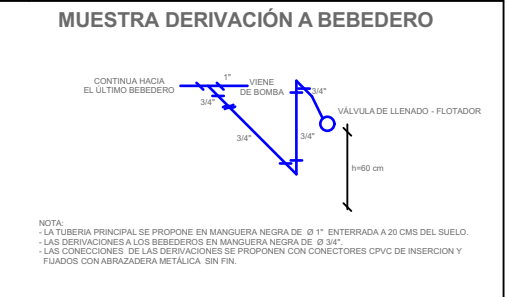 MUESTRA DERIVACIÓN A BEBEDERO
CONTINUA HACIA
EL ÚLTIMO BEBEDERO
1"
VIENE
DE BOMBA
3/4"
3/4"
VÁLVULA DE LLENADO - FLOTADOR
3/4"
3/4"
h=60 cm
NOTA:
- LA TUBERIA PRINCIPAL SE PROPONE EN MANGUERA NEGRA DE Ø 1" ENTERRADA A 20 CMS DEL SUELO.
- LAS DERIVACIONES A LOS BEBEDEROS EN MANGUERA NEGRA DE Ø 3/4".
- LAS CONECCIONES DE LAS DERIVACIONES SE PROPONEN CON CONECTORES CPVC DE INSERCION Y
FIJADOS CON ABRAZADERA METÁLICA SIN FIN.